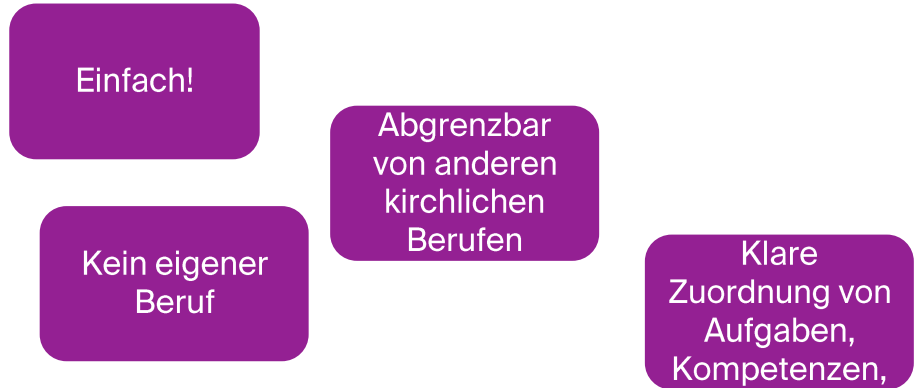 Einfach!
Abgrenzbar
von anderen
kirchlichen
Berufen
Kein eigener
Beruf
Klare
Zuordnung von
Aufgaben,
Kompetenzen,